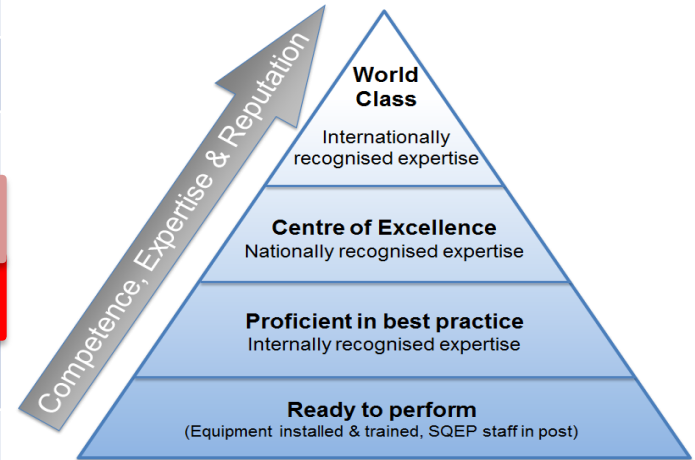 Competence, Expertise & Reputation
World
Class
Internationally
recognised expertise
Centre of Excellence
Nationally recognised expertise
Proficient in best practice
Internally recognised expertise
Ready to perform
(Equipment installed & trained, SQEP staff in post)